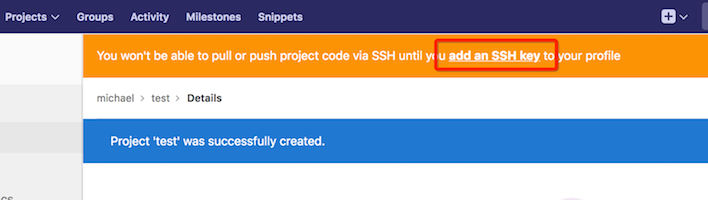 Projects Groups Activity Milestones Snippets
You won't be able to pull or push project code via SSH until you add an SSH key to your profile
michael > test > Details
Project 'test' was successfully created.
cs